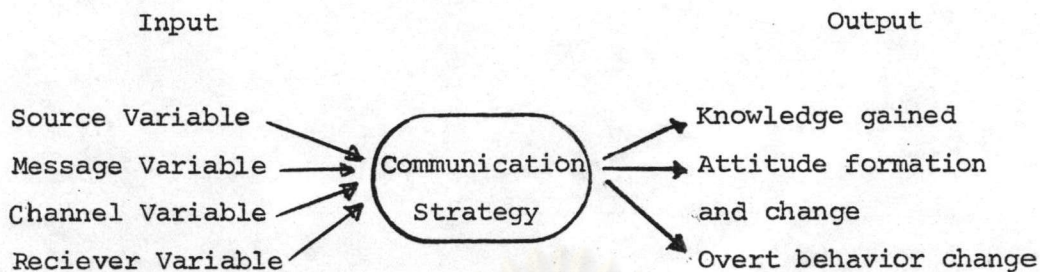 Input
Output
Source Variable
Message Variable
Channel Variable
Reciever Variable
Communication
Strategy
Knowledge gained
Attitude formation
and change
Overt behavior change